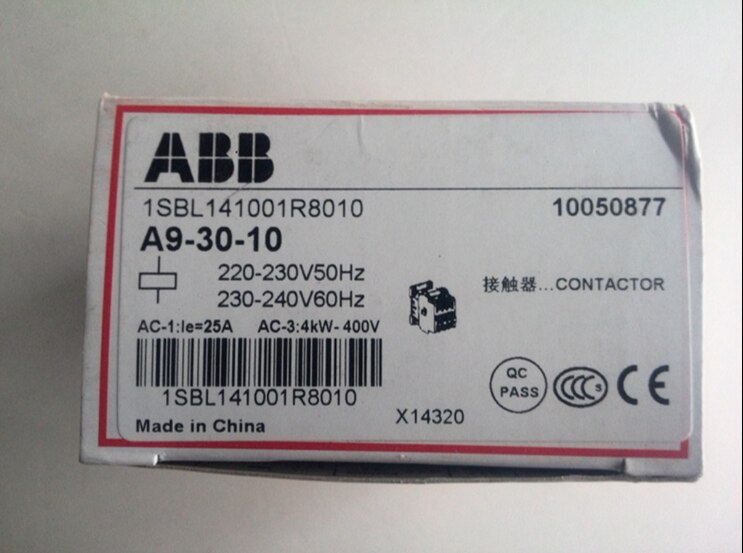 ABB
1SBL141001R8010 10050877
A9-30-10
220-230V50Hz
230-240V60Hz
接触器...CONTACTOR
AC-1:Ie=25A AC-3:4kW- 400V
1SBL141001R8010
QC
PASS
CCC S
CE
X14320
Made in China